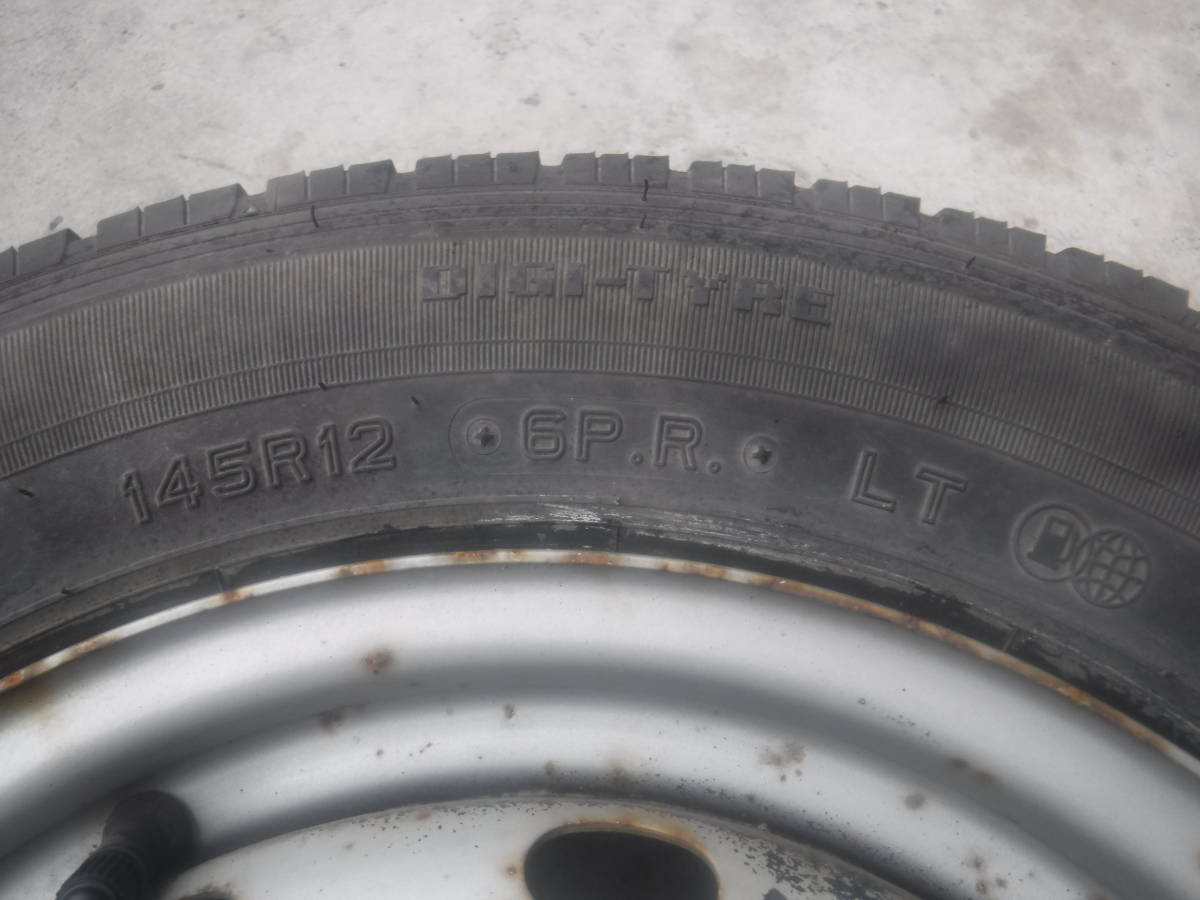 DIGI-TYRE
145R12 6P.R. LT